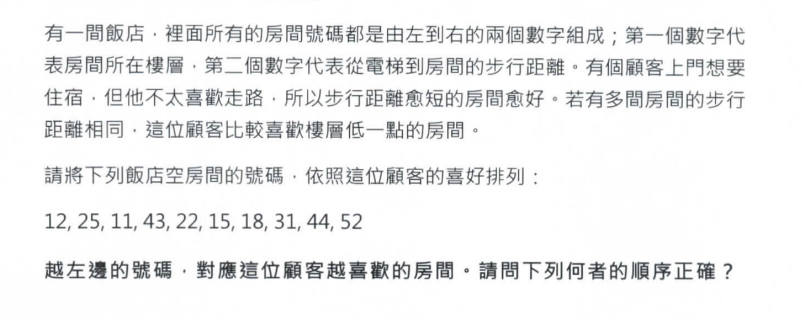 有一間飯店，裡面所有的房間號碼都是由左到右的兩個數字組成；第一個數字代
表房間所在樓層，第二個數字代表從電梯到房間的步行距離。有個顧客上門想要
住宿，但他不太喜歡走路，所以步行距離愈短的房間愈好。若有多間房間的步行
距離相同，這位顧客比較喜歡樓層低一點的房間。
請將下列飯店空房間的號碼，依照這位顧客的喜好排列：
12, 25, 11, 43, 22, 15, 18, 31, 44, 52
越左邊的號碼，對應這位顧客越喜歡的房間。請問下列何者的順序正確？